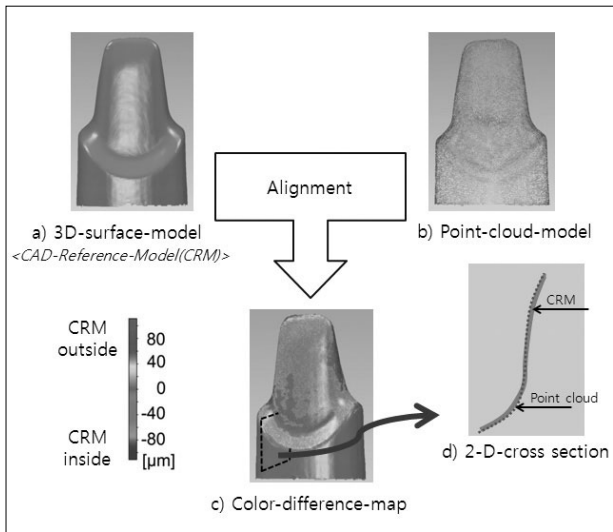 Alignment
a) 3D-surface-model
<CAD-Reference-Model(CRM)>
b) Point-cloud-model
CRM
outside
80
40
0
-40
-80
CRM
inside
[µm]
CRM
Point cloud
d) 2-D-cross section
c) Color-difference-map